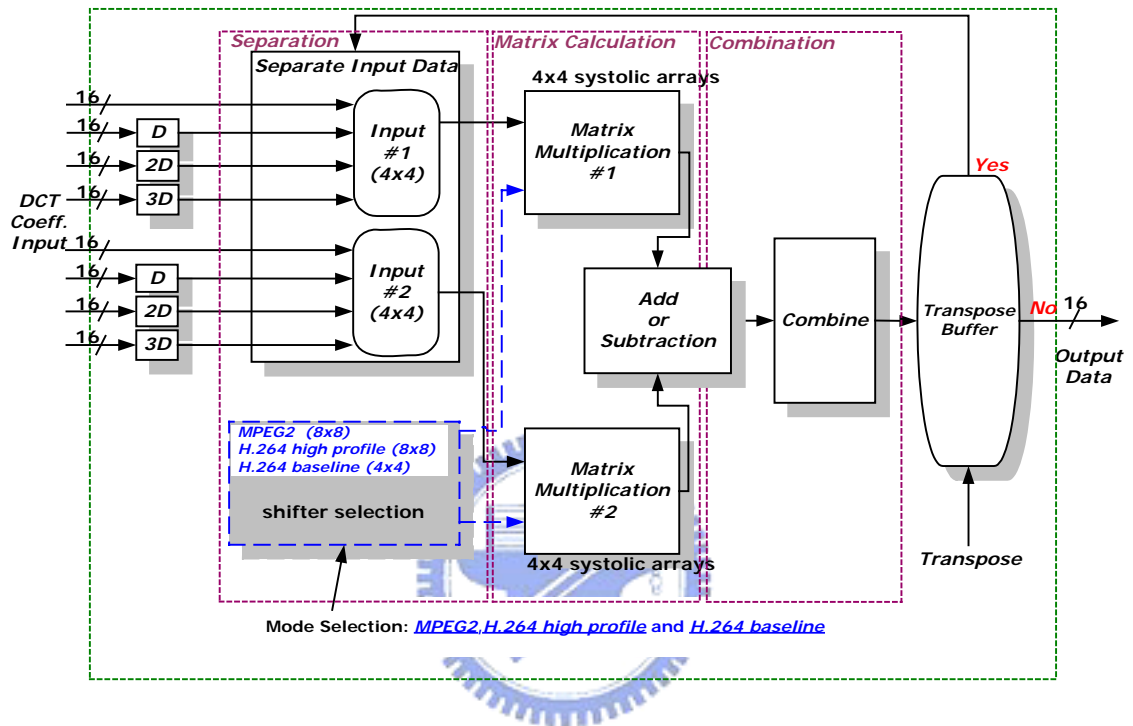 Separation
Matrix Calculation
Combination
Separate Input Data
4x4 systolic arrays
DCT
Coeff.
Input
16
16
D
16
2D
16
3D
16
16
D
16
2D
16
3D
Input
#1
(4x4)
Input
#2
(4x4)
Matrix
Multiplication
#1
Add
or
Subtraction
Combine
Yes
Transpose
Buffer
No
16
Output
Data
Transpose
MPEG2 (8x8)
H.264 high profile (8x8)
H.264 baseline (4x4)
shifter selection
Matrix
Multiplication
#2
4x4 systolic arrays
Mode Selection: MPEG2,H.264 high profile and H.264 baseline